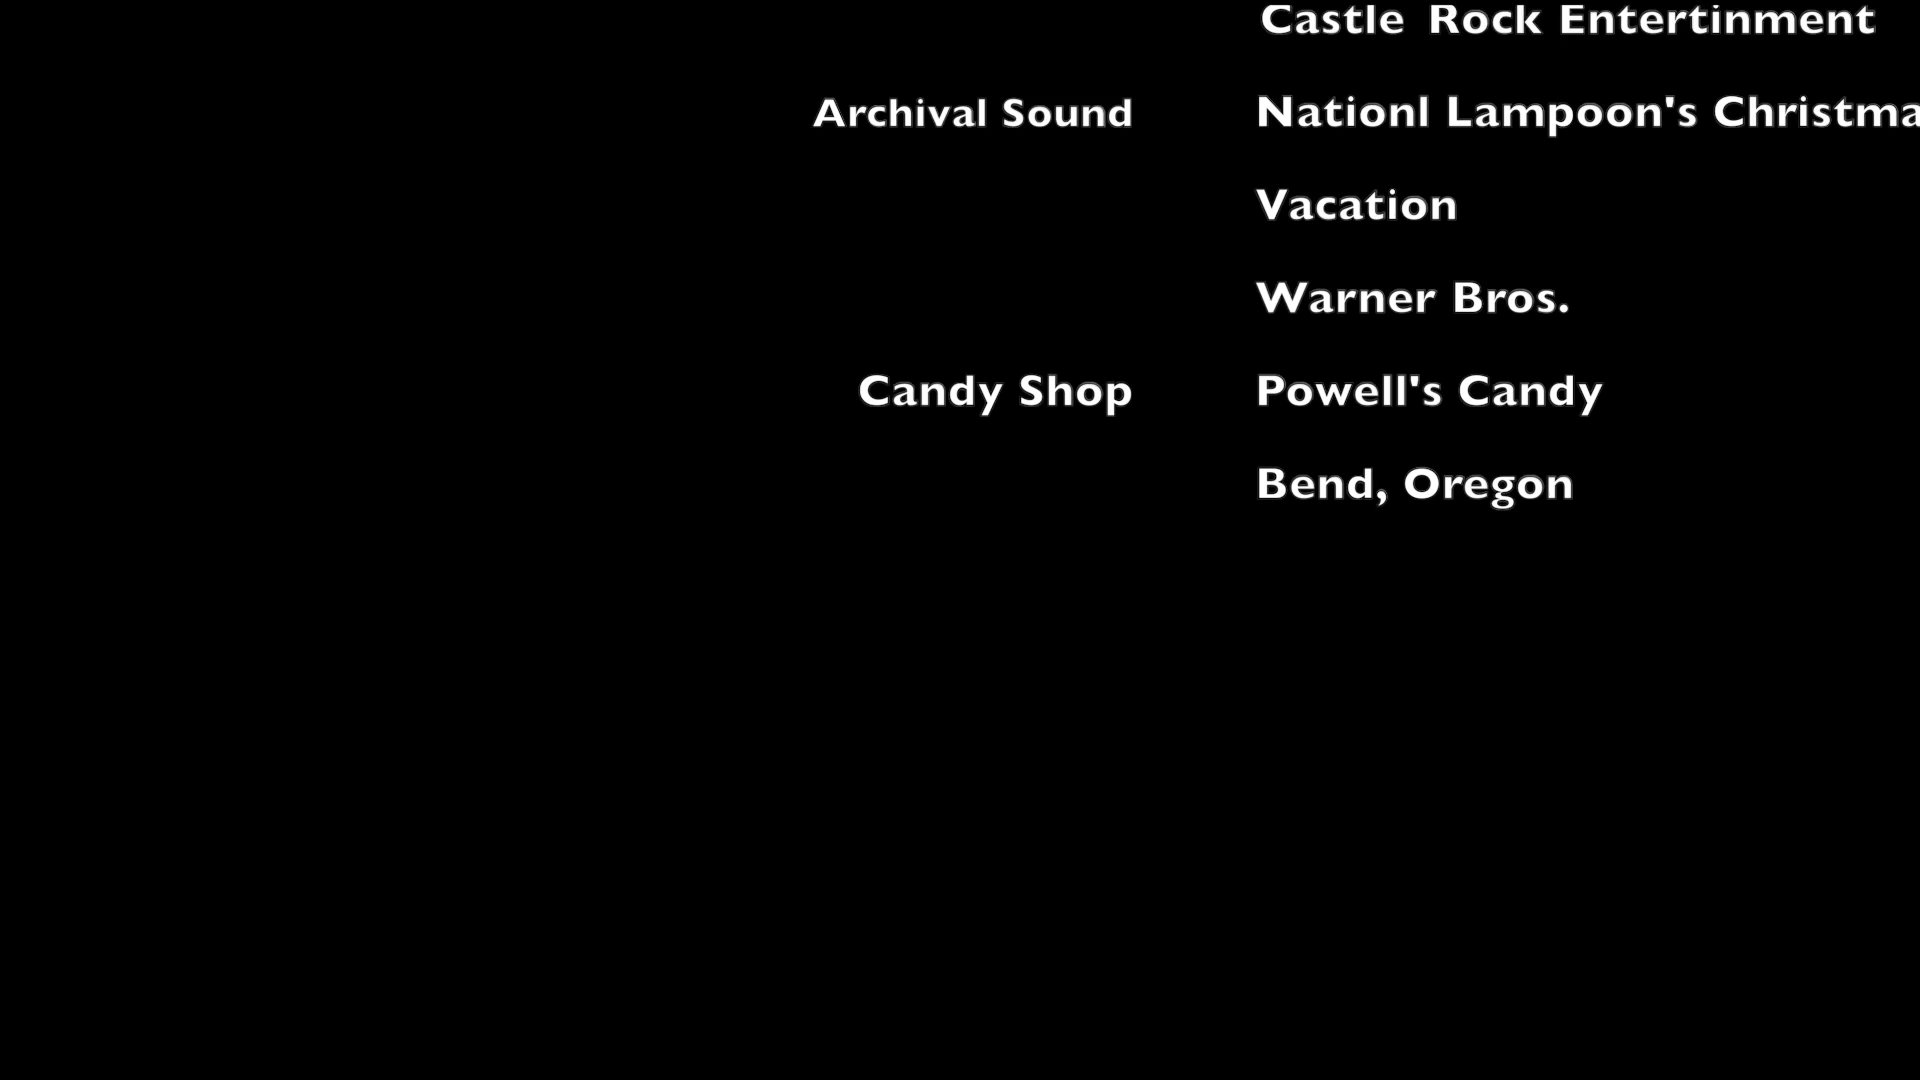 Castle Rock Entertinment
Archival Sound Nationl Lampoon's Christma
Vacation
Warner Bros.
Candy Shop Powell's Candy
Bend, Oregon